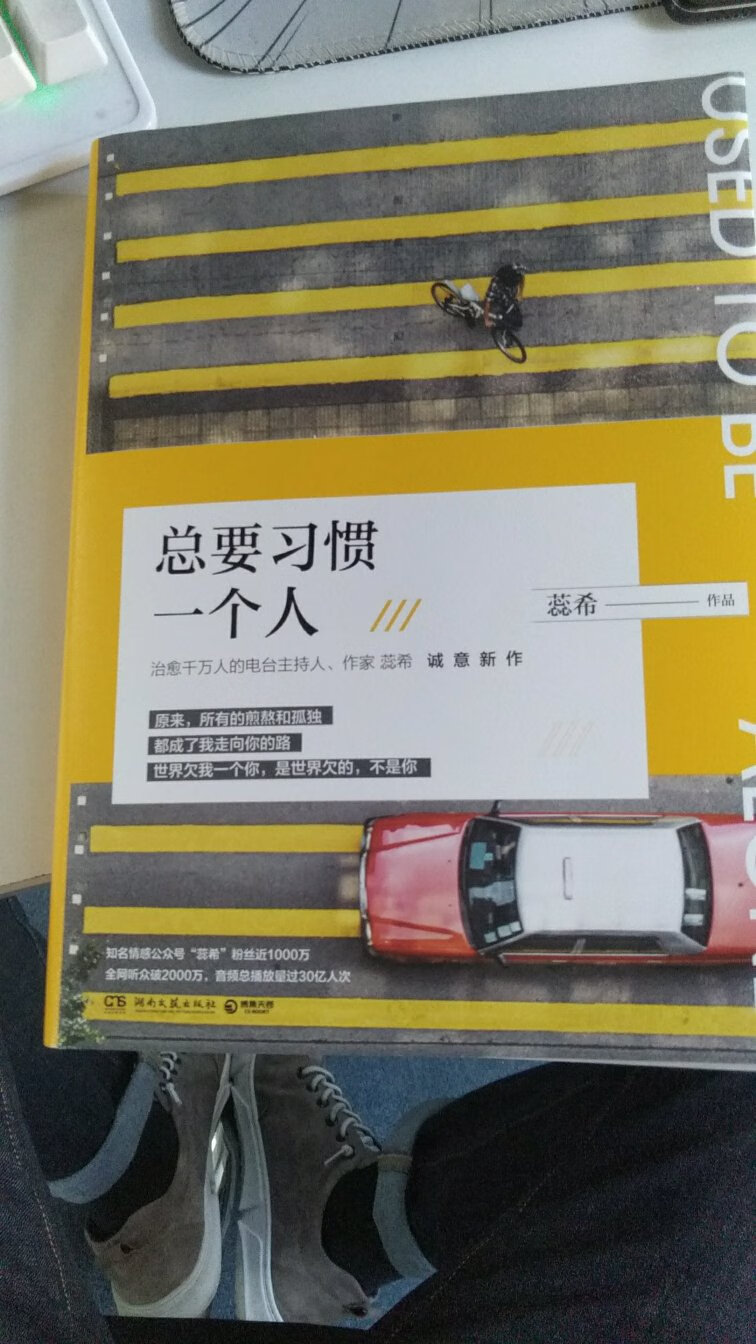 USED TO BE
总要习惯
一个人
蕊希 作品
治愈千万人的电台主持人、作家 蕊希 诚意新作
原来，所有的煎熬和孤独
都成了我走向你的路
世界欠我一个你，是世界欠的，不是你
知名情感公众号“蕊希”粉丝近1000万
全网听众破2000万，音频总播放量过30亿人次
湖南文艺出版社 博集天卷